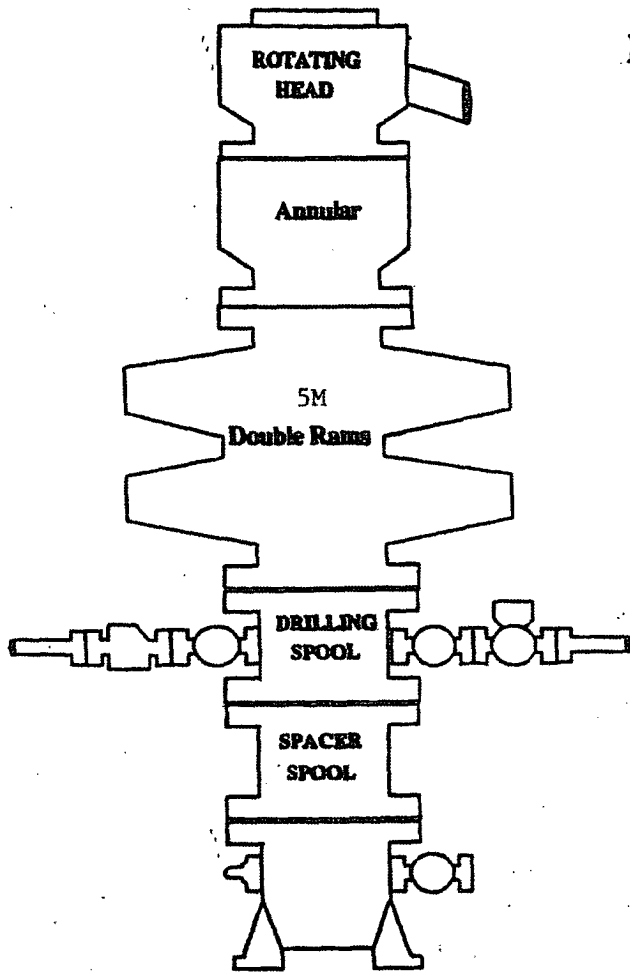 ROTATING
HEAD
Annular
5M
Double Rams
DRILLING
SPOOL
SPACER
SPOOL